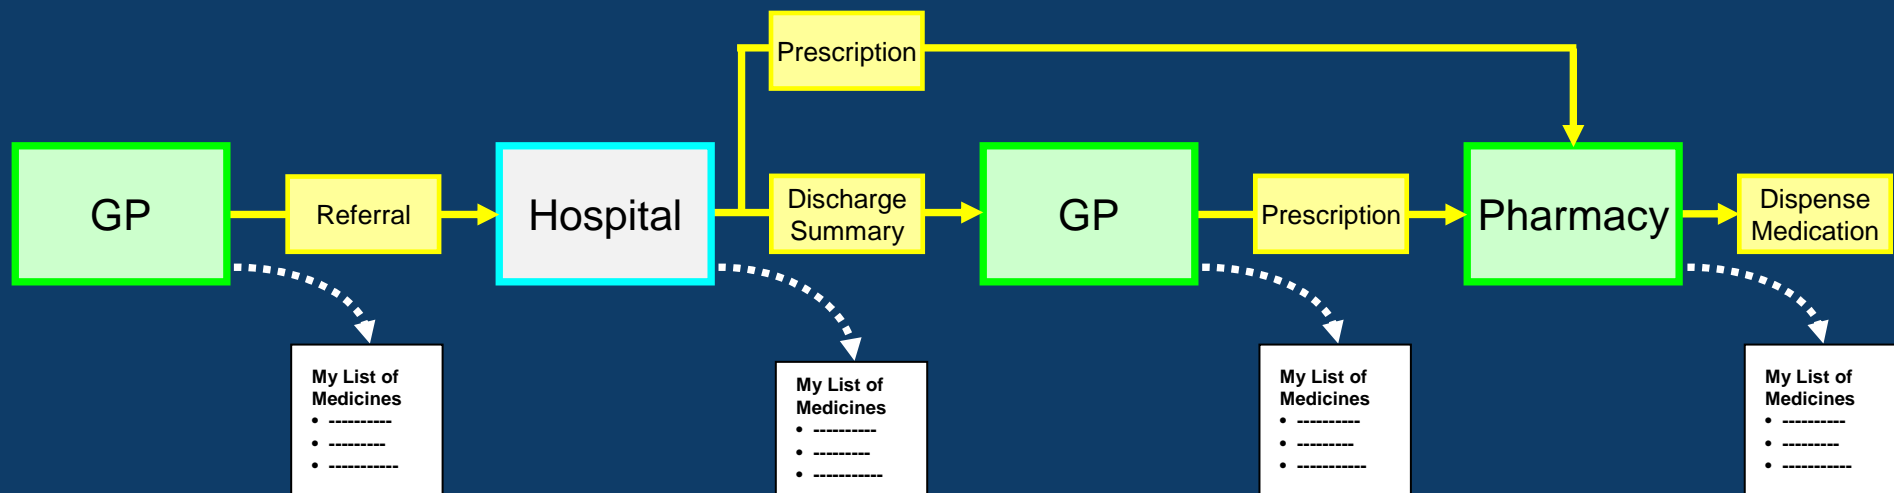 Prescription
GP
Referral
Hospital
Discharge
Summary
GP
Prescription
Pharmacy
Dispense
Medication
My List of
Medicines
• ----------
• ---------
• -----------
My List of
Medicines
• ----------
• ---------
• -----------
My List of
Medicines
• ----------
• ---------
• -----------
My List of
Medicines
• ----------
• ---------
• -----------